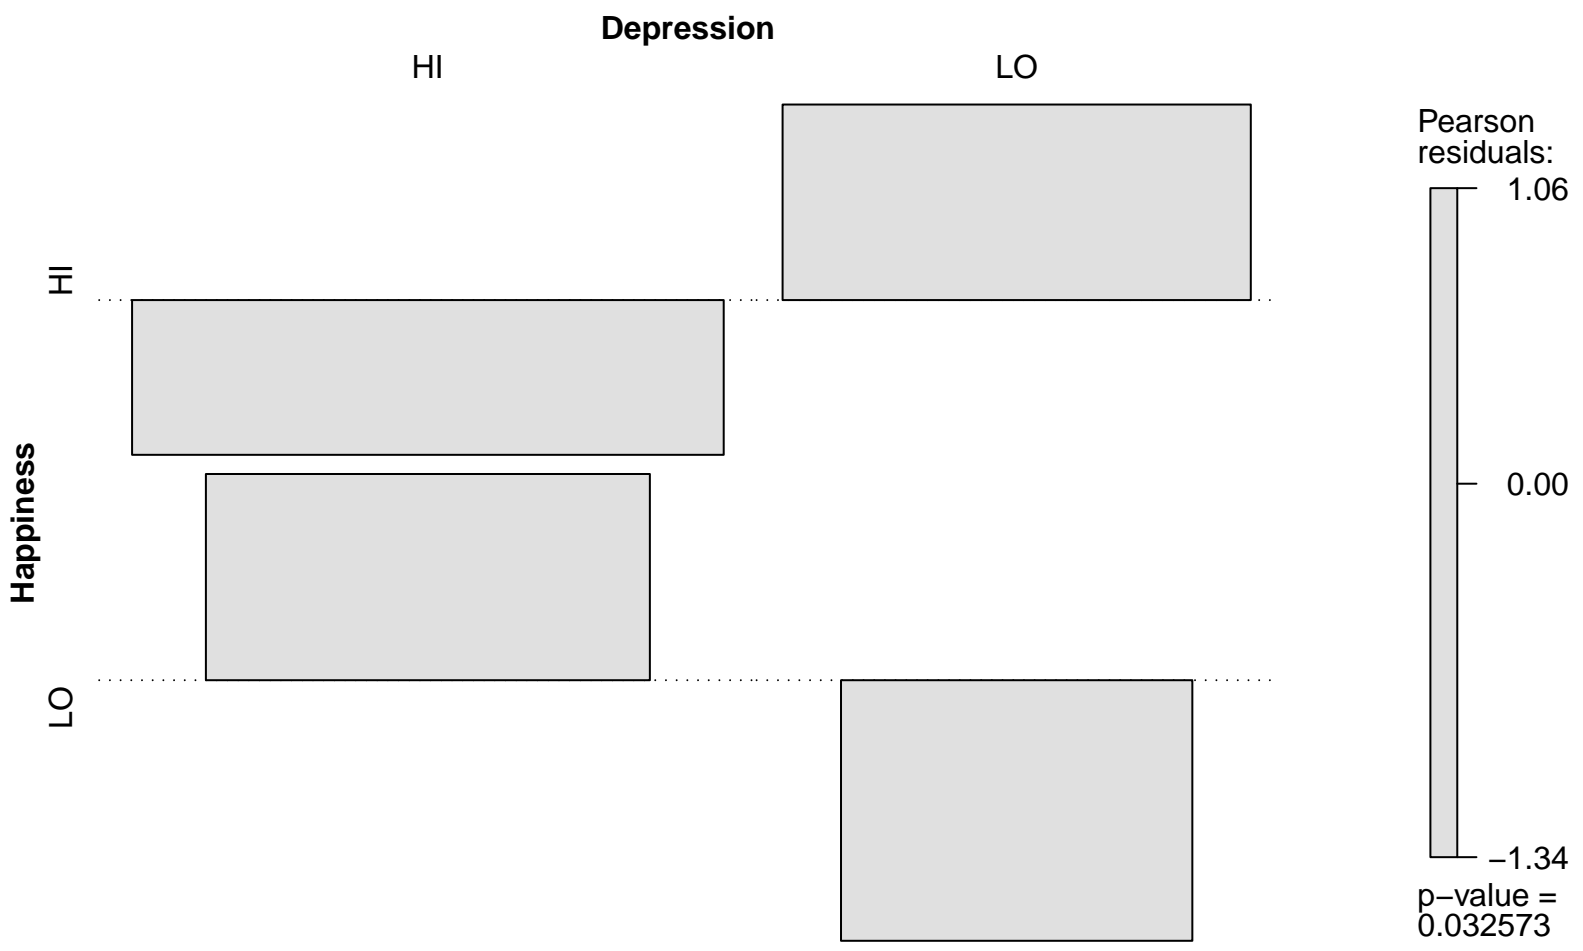 Depression
HI
LO
Happiness
HI
LO
Pearson
residuals:
1.06
0.00
−1.34
p−value =
0.032573